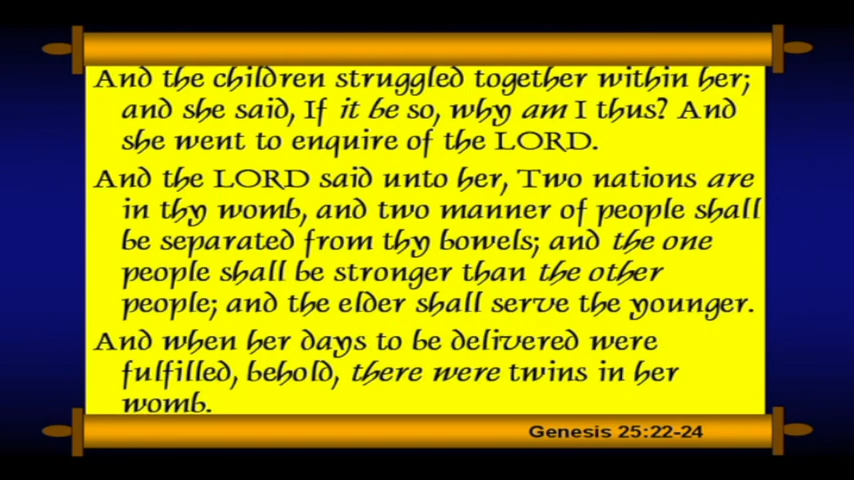 And the children struggled together within her;
and she said, If it be so, why am I thus? And
she went to enquire of the LORD.
And the LORD said unto her, Two nations are
in thy womb, and two manner of people shall
be separated from thy bowels; and the one
people shall be stronger than the other
people; and the elder shall serve the younger.
And when her days to be delivered were
fulfilled, behold, there were twins in her
womb.
Genesis 25:22-24